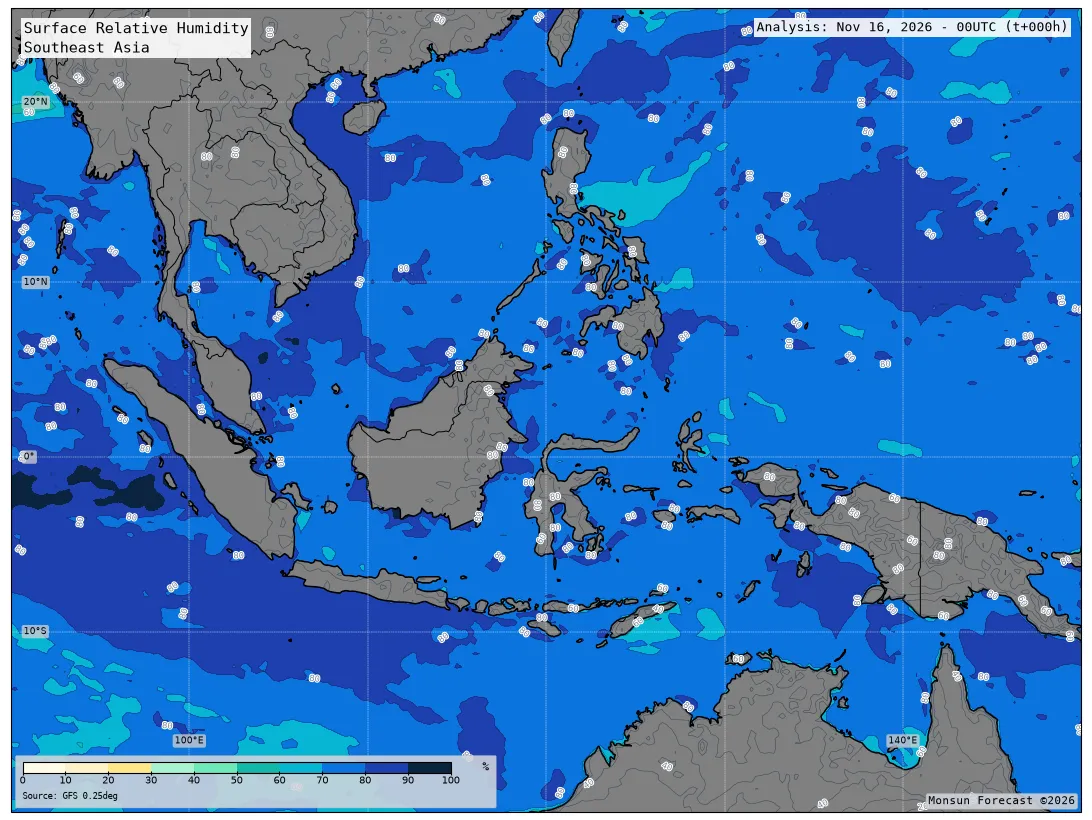 Surface Relative Humidity
Southeast Asia
Analysis: Nov 16, 2026 - 00UTC (t+000h)
20°N
10°N
0°
10°S
100°E
140°E
%
0 10 20 30 40 50 60 70 80 90 100
Source: GFS 0.25deg
Monsun Forecast ©2026